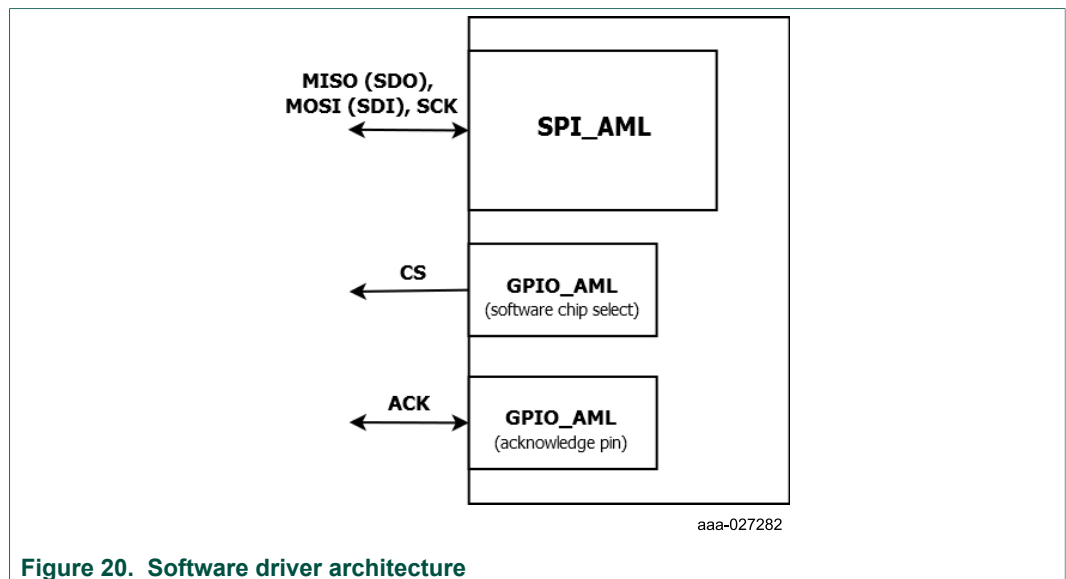 MISO (SDO),
MOSI (SDI), SCK
SPI_AML
CS
GPIO_AML
(software chip select)
ACK
GPIO_AML
(acknowledge pin)
aaa-027282
Figure 20. Software driver architecture